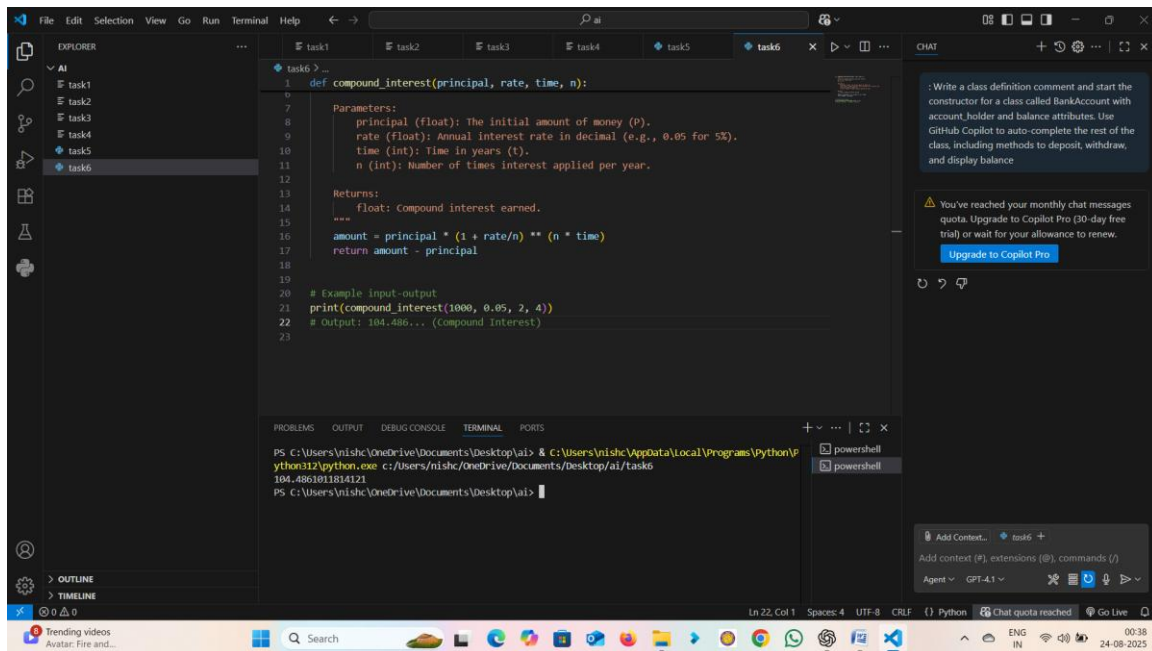 File Edit Selection View Go Run Terminal Help
ai
EXPLORER
AI
task1
task2
task3
task4
task5
task6
OUTLINE
TIMELINE
task1 task2 task3 task4 task5 task6
task6 > ...
1 def compound_interest(principal, rate, time, n):
6
7 Parameters:
8 principal (float): The initial amount of money (P).
9 rate (float): Annual interest rate in decimal (e.g., 0.05 for 5%).
10 time (int): Time in years (t).
11 n (int): Number of times interest applied per year.
12
13 Returns:
14 float: Compound interest earned.
15 """
16 amount = principal * (1 + rate/n) ** (n * time)
17 return amount - principal
18
19
20 # Example input-output
21 print(compound_interest(1000, 0.05, 2, 4))
22 # Output: 104.486... (Compound Interest)
23
PROBLEMS OUTPUT DEBUG CONSOLE TERMINAL PORTS
PS C:\Users\nishc\OneDrive\Documents\Desktop\ai> & C:\Users\nishc\AppData\Local\Programs\Python\P
ython312\python.exe c:/Users/nishc/OneDrive/Documents/Desktop/ai/task6
104.4861011814121
PS C:\Users\nishc\OneDrive\Documents\Desktop\ai>
powershell
powershell
CHAT
: Write a class definition comment and start the
constructor for a class called BankAccount with
account_holder and balance attributes. Use
GitHub Copilot to auto-complete the rest of the
class, including methods to deposit, withdraw,
and display balance
You've reached your monthly chat messages
quota. Upgrade to Copilot Pro (30-day free
trial) or wait for your allowance to renew.
Upgrade to Copilot Pro
Add Context... task6
Add context (#), extensions (@), commands (/)
Agent GPT-4.1
0 0 Ln 22, Col 1 Spaces: 4 UTF-8 CRLF {} Python Chat quota reached Go Live
8
Trending videos
Avatar: Fire and...
Search
ENG
IN
00:38
24-08-2025